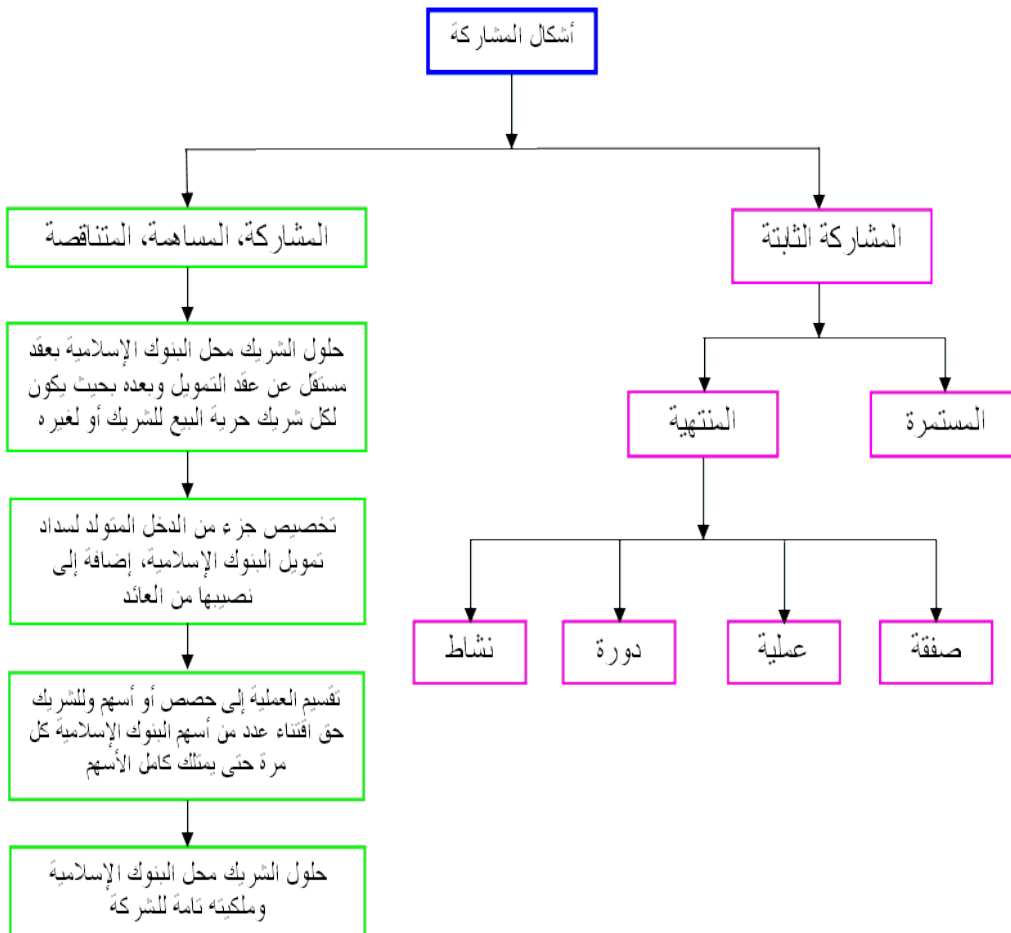 أشكال المشاركة
المشاركة الثابتة
المشاركة، المساهمة، المتناقصة
المستمرة
المنتهية
صفقة
عملية
دورة
نشاط
حلول الشريك محل البنوك الإسلامية بعقد
مستقل عن عقد التمويل وبعده بحيث يكون
لكل شريك حرية البيع للشريك أو لغيره
تخصيص جزء من الدخل المتولد لسداد
تمويل البنوك الإسلامية، إضافة إلى
نصيبها من العائد
تقسيم العملية إلى حصص أو أسهم وللشريك
حق اقتناء عدد من أسهم البنوك الإسلامية كل
مرة حتى يمتلك كامل الأسهم
حلول الشريك محل البنوك الإسلامية
وملكيته تامة للشركة